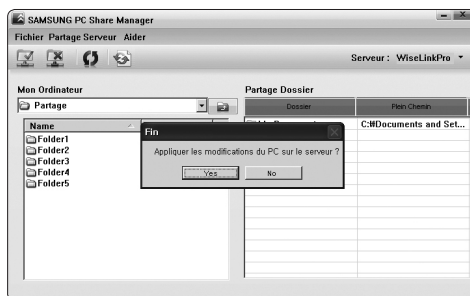 SAMSUNG PC Share Manager
Fichier Partage Serveur Aider
Serveur : WiseLinkPro
Mon Ordinateur
Partage Dossier
Partage
Dossier
Plein Chemin
Name
C:₩Documents and Set...
Folder1
Folder2
Folder3
Folder4
Folder5
Fin
Appliquer les modifications du PC sur le serveur ?
Yes
No